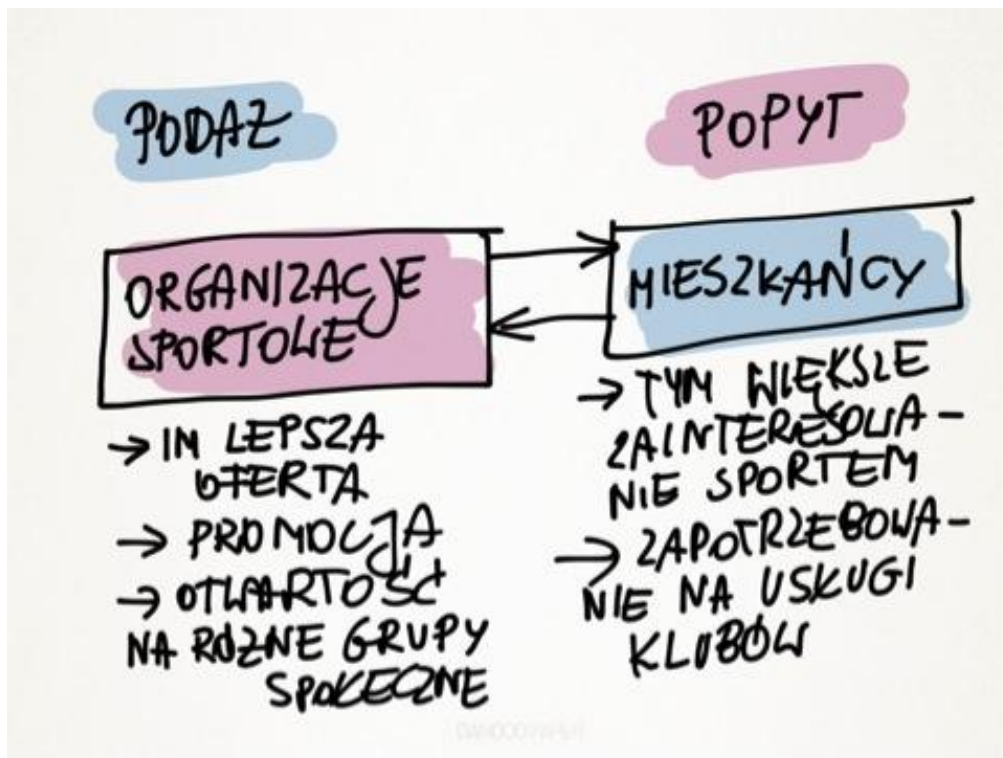 PODAŻ
POPYT
ORGANIZACJE
SPORTOWE
MIESZKAŃCY
→ IM LEPSZA
OFERTA
→ PROMOCJA
→ OTWARTOŚĆ
NA RÓŻNE GRUPY
SPOŁECZNE
→ TYM WIĘKSZE
ZAINTERESOWA-
NIE SPORTEM
→ ZAPOTRZEBOWA-
NIE NA USŁUGI
KLUBÓW